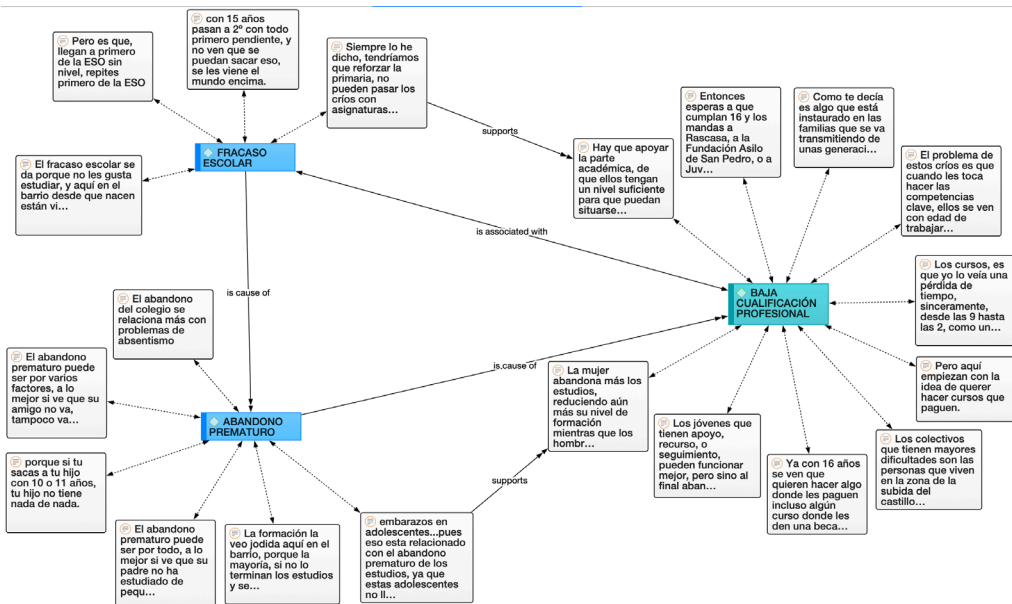 Pero es que,
llegan a primero
de la ESO sin
nivel, repites
primero de la ESO
con 15 años
pasan a 2º con todo
primero pendiente, y
no ven que se
puedan sacar eso,
se les viene el
mundo encima.
Siempre lo he
dicho, tendríamos
que reforzar la
primaria, no
pueden pasar los
críos con
asignaturas…
supports
Entonces
esperas a que
cumplan 16 y los
mandas a
Rascasa, a la
Fundación Asilo
de San Pedro, o a
Juv…
Como te decía
es algo que está
instaurado en las
familias que se va
transmitiendo de
unas generaci…
Hay que apoyar
la parte
académica, de
que ellos tengan
un nivel suficiente
para que puedan
situarse…
El problema de
estos críos es que
cuando les toca
hacer las
competencias
clave, ellos se ven
con edad de
trabajar…
FRACASO
ESCOLAR
El fracaso escolar se
da porque no les gusta
estudiar, y aquí en el
barrio desde que nacen
están vi…
is associated with
is cause of
BAJA
CUALIFICACIÓN
PROFESIONAL
Los cursos, es
que yo lo veía una
pérdida de
tiempo,
sinceramente,
desde las 9 hasta
las 2, como un…
El abandono
del colegio se
relaciona más con
problemas de
absentismo
El abandono
prematuro puede
ser por varios
factores, a lo
mejor si ve que su
amigo no va,
tampoco va…
is cause of
La mujer
abandona más los
estudios,
reduciendo aún
más su nivel de
formación
mientras que los
hombr…
Pero aquí
empiezan con la
idea de querer
hacer cursos que
paguen.
ABANDONO
PREMATURO
Los jóvenes que
tienen apoyo,
recurso, o
seguimiento,
pueden funcionar
mejor, pero sino al
final aban…
Los colectivos
que tienen mayores
dificultades son las
personas que viven
en la zona de la
subida del
castillo…
porque si tu
sacas a tu hijo
con 10 o 11 años,
tu hijo no tiene
nada de nada.
Ya con 16 años
se ven que
quieren hacer algo
donde les paguen
incluso algún
curso donde les
den una beca…
supports
El abandono
prematuro puede
ser por todo, a lo
mejor si ve que su
padre no ha
estudiado de
pequ…
La formación la
veo jodida aquí en el
barrio, porque la
mayoría, si no lo
terminan los estudios
y se…
embarazos en
adolescentes...pues
eso esta relacionado
con el abandono
prematuro de los
estudios, ya que
estas adolescentes
no ll…